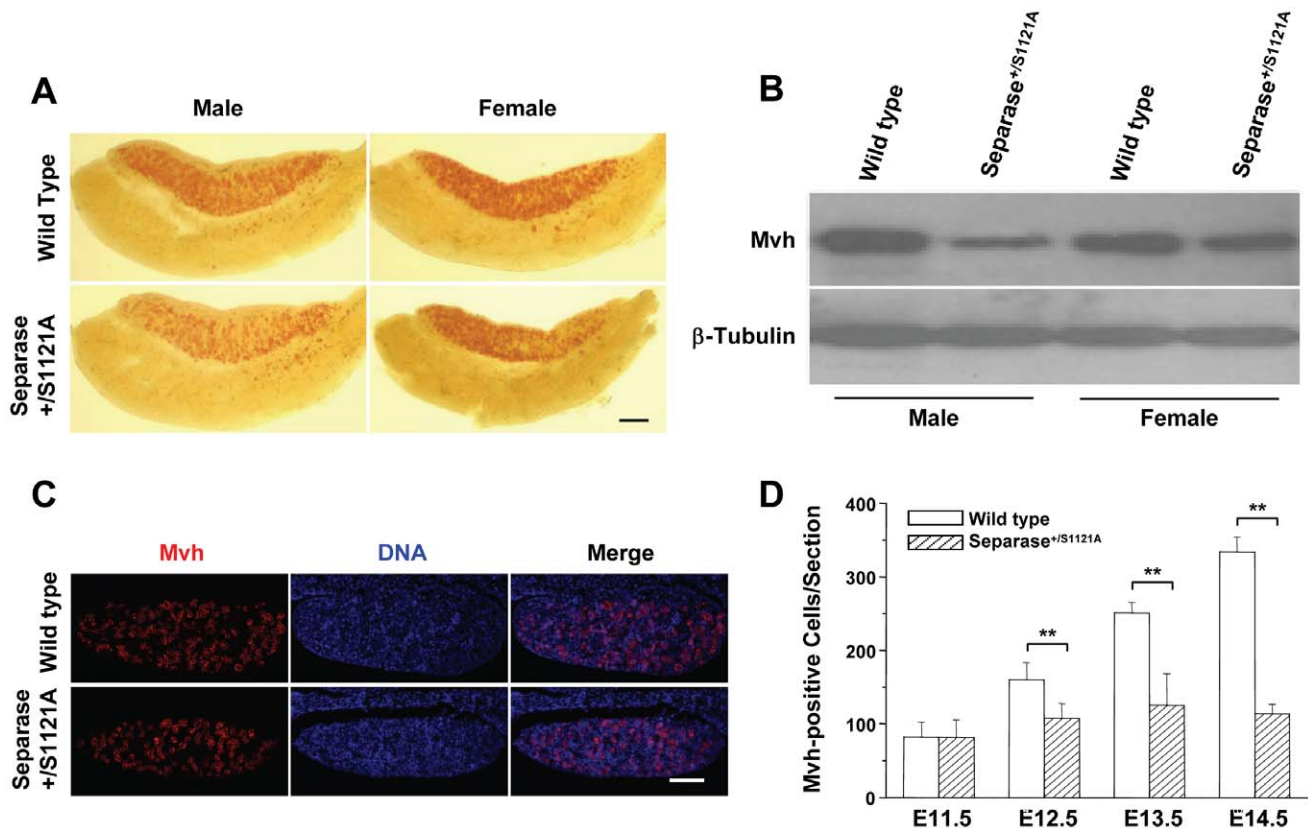 A
Male
Female
Wild Type
Separase
+/S1121A
B
Wild type
Separase+/S1121A
Wild type
Separase+/S1121A
Mvh
β-Tubulin
Male
Female
C
Mvh
DNA
Merge
Wild type
Separase
+/S1121A
D
Mvh-positive Cells/Section
400
300
200
100
0
Wild type
Separase+/S1121A
**
**
**
E11.5
E12.5
E13.5
E14.5